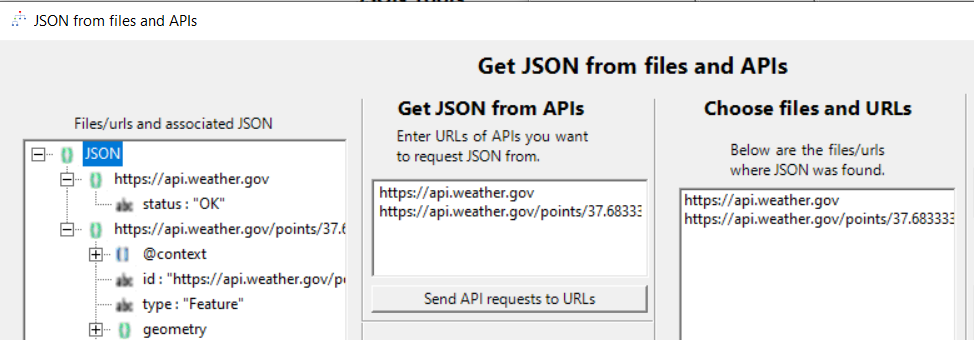 JSON from files and APIs
Get JSON from files and APIs
Files/urls and associated JSON
JSON
https://api.weather.gov
status : "OK"
https://api.weather.gov/points/37.6
@context
id : "https://api.weather.gov/po
type : "Feature"
geometry
Get JSON from APIs
Enter URLs of APIs you want
to request JSON from.
https://api.weather.gov
https://api.weather.gov/points/37.68333
Send API requests to URLs
Choose files and URLs
Below are the files/urls
where JSON was found.
https://api.weather.gov
https://api.weather.gov/points/37.683333